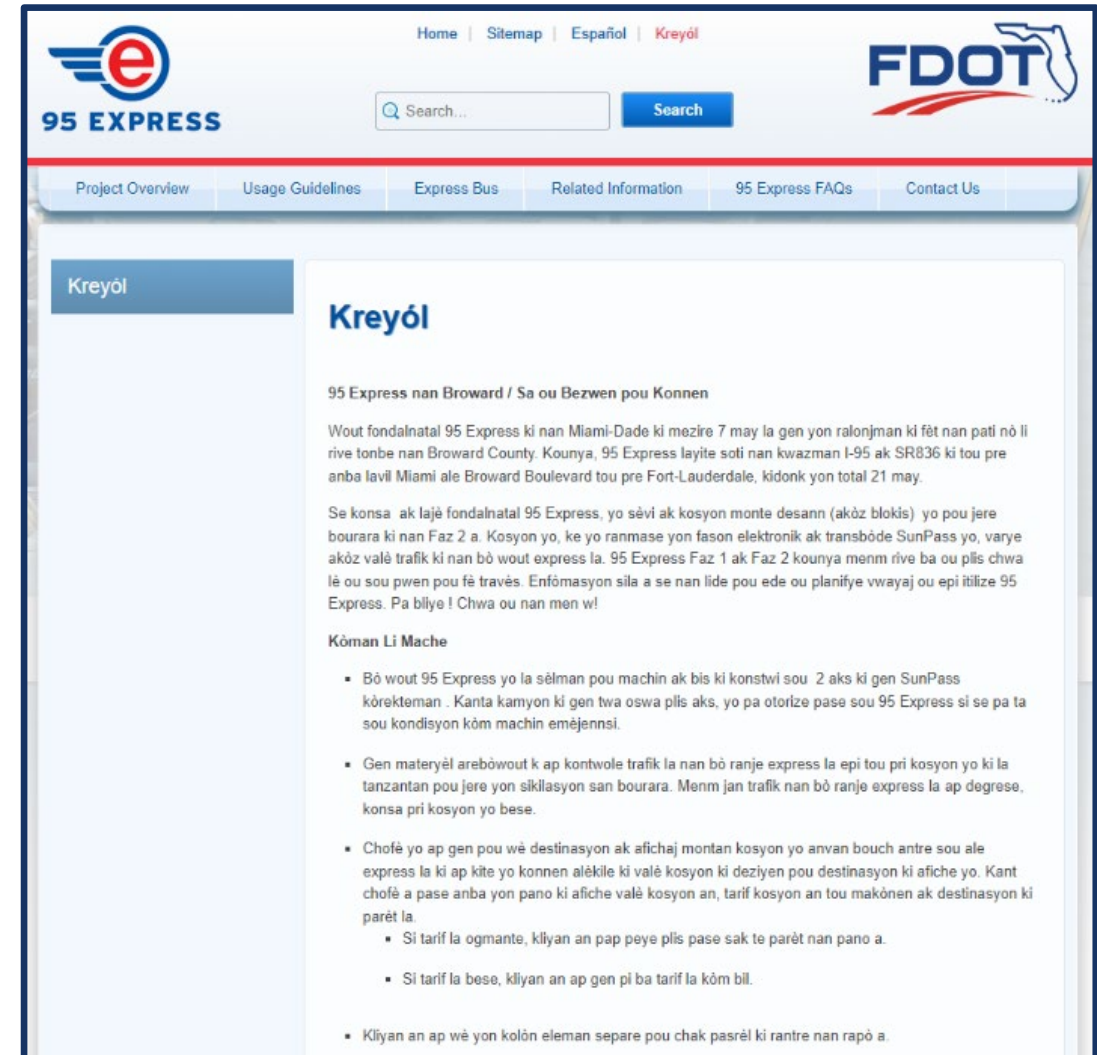 Home | Sitemap | Español | Kreyól
e
95 EXPRESS
FDOT
Search...
Search
Project Overview
Usage Guidelines
Express Bus
Related Information
95 Express FAQs
Contact Us
Kreyól
Kreyól
95 Express nan Broward / Sa ou Bezwen pou Konnen
Wout fondalnatal 95 Express ki nan Miami-Dade ki mezire 7 may la gen yon ralonjman ki fèt nan pati nò li
rive tonbe nan Broward County. Kounya, 95 Express layite soti nan kwazman I-95 ak SR836 ki tou pre
anba lavil Miami ale Broward Boulevard tou pre Fort-Lauderdale, kidonk yon total 21 may.
Se konsa ak lajè fondalnatal 95 Express, yo sèvi ak kosyon monte desann (akòz blokis) yo pou jere
bourara ki nan Faz 2 a. Kosyon yo, ke yo ranmase yon fason elektronik ak transbòde SunPass yo, varye
akòz valè trafik ki nan bò wout express la. 95 Express Faz 1 ak Faz 2 kounya menm rive ba ou plis chwa
lè ou sou pwen pou fè travès. Enfòmasyon sila a se nan lide pou ede ou planifye vwayaj ou epi itilize 95
Express. Pa bliye ! Chwa ou nan men w!
Kòman Li Mache
▪ Bò wout 95 Express yo la sèlman pou machin ak bis ki konstwi sou 2 aks ki gen SunPass
kòrekteman . Kanta kamyon ki gen twa oswa plis aks, yo pa otorize pase sou 95 Express si se pa ta
sou kondisyon kòm machin emèjennsi.
▪ Gen materyèl arebòwout k ap kontwole trafik la nan bò ranje express la epi tou pri kosyon yo ki la
tanzantan pou jere yon sikilasyon san bourara. Menm jan trafik nan bò ranje express la ap degrese,
konsa pri kosyon yo bese.
▪ Chofè yo ap gen pou wè destinasyon ak afichaj montan kosyon yo anvan bouch antre sou ale
express la ki ap kite yo konnen alèkile ki valè kosyon ki deziyen pou destinasyon ki afiche yo. Kant
chofè a pase anba yon pano ki afiche valè kosyon an, tarif kosyon an tou makònen ak destinasyon ki
parèt la.
▪ Si tarif la ogmante, kliyan an pap peye plis pase sak te parèt nan pano a.
▪ Si tarif la bese, kliyan an ap gen pi ba tarif la kòm bil.
▪ Kliyan an ap wè yon kolòn eleman separe pou chak pasrèl ki rantre nan rapò a.